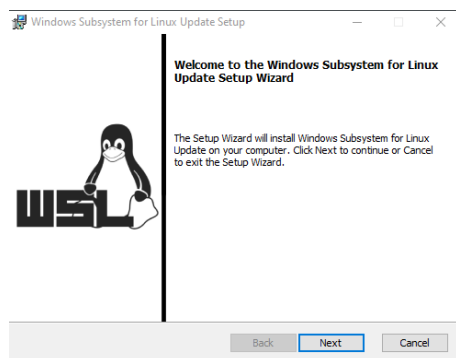 Windows Subsystem for Linux Update Setup
Welcome to the Windows Subsystem for Linux
Update Setup Wizard
The Setup Wizard will install Windows Subsystem for Linux
Update on your computer. Click Next to continue or Cancel
to exit the Setup Wizard.
WSL
Back
Next
Cancel